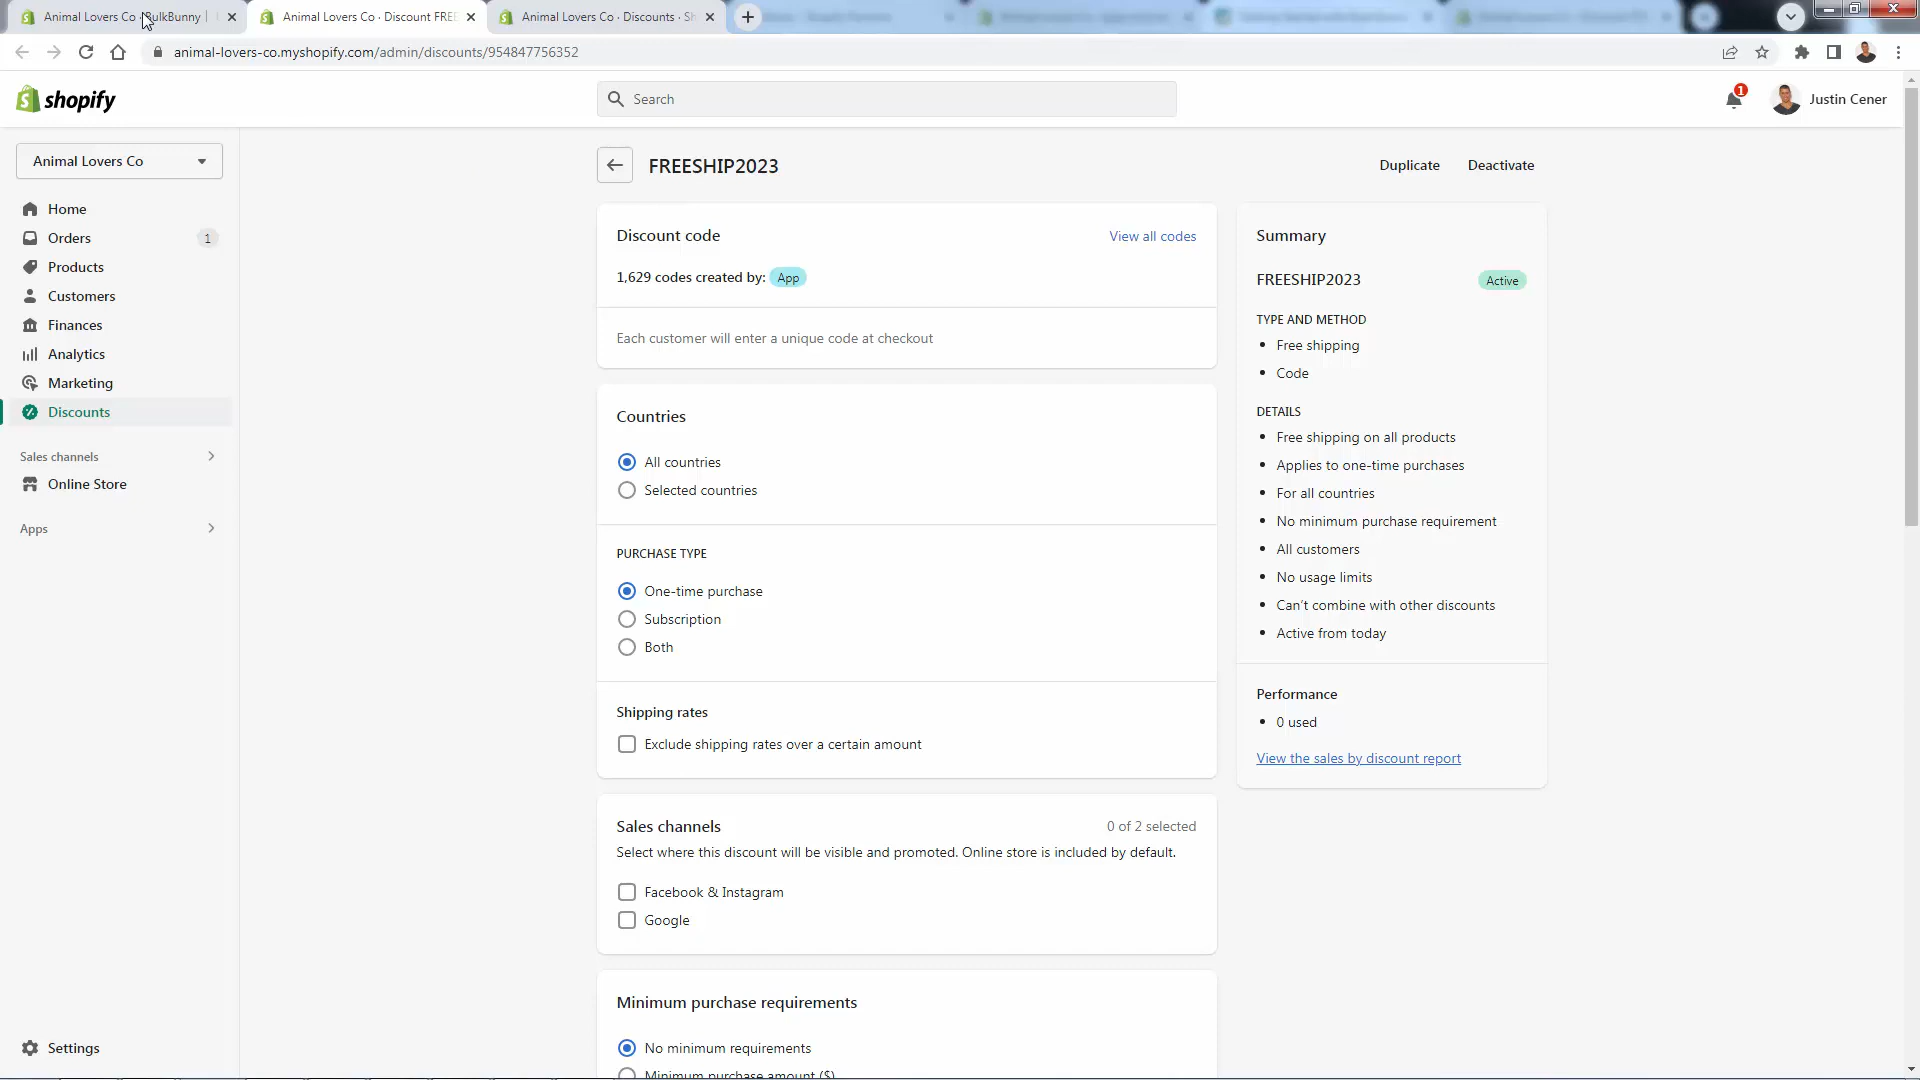 Animal Lovers Co · BulkBunny |
Animal Lovers Co · Discount FREE
Animal Lovers Co · Discounts · Sh
animal-lovers-co.myshopify.com/admin/discounts/954847756352
shopify
Search
1
Justin Cener
Animal Lovers Co
Home
Orders
1
Products
Customers
Finances
Analytics
Marketing
Discounts
Sales channels
Online Store
Apps
Settings
FREESHIP2023
Duplicate
Deactivate
Discount code
View all codes
1,629 codes created by: App
Each customer will enter a unique code at checkout
Countries
All countries
Selected countries
PURCHASE TYPE
One-time purchase
Subscription
Both
Shipping rates
Exclude shipping rates over a certain amount
Sales channels
0 of 2 selected
Select where this discount will be visible and promoted. Online store is included by default.
Facebook & Instagram
Google
Minimum purchase requirements
No minimum requirements
Minimum purchase amount ($)
Summary
FREESHIP2023
Active
TYPE AND METHOD
• Free shipping
• Code
DETAILS
• Free shipping on all products
• Applies to one-time purchases
• For all countries
• No minimum purchase requirement
• All customers
• No usage limits
• Can't combine with other discounts
• Active from today
Performance
• 0 used
View the sales by discount report